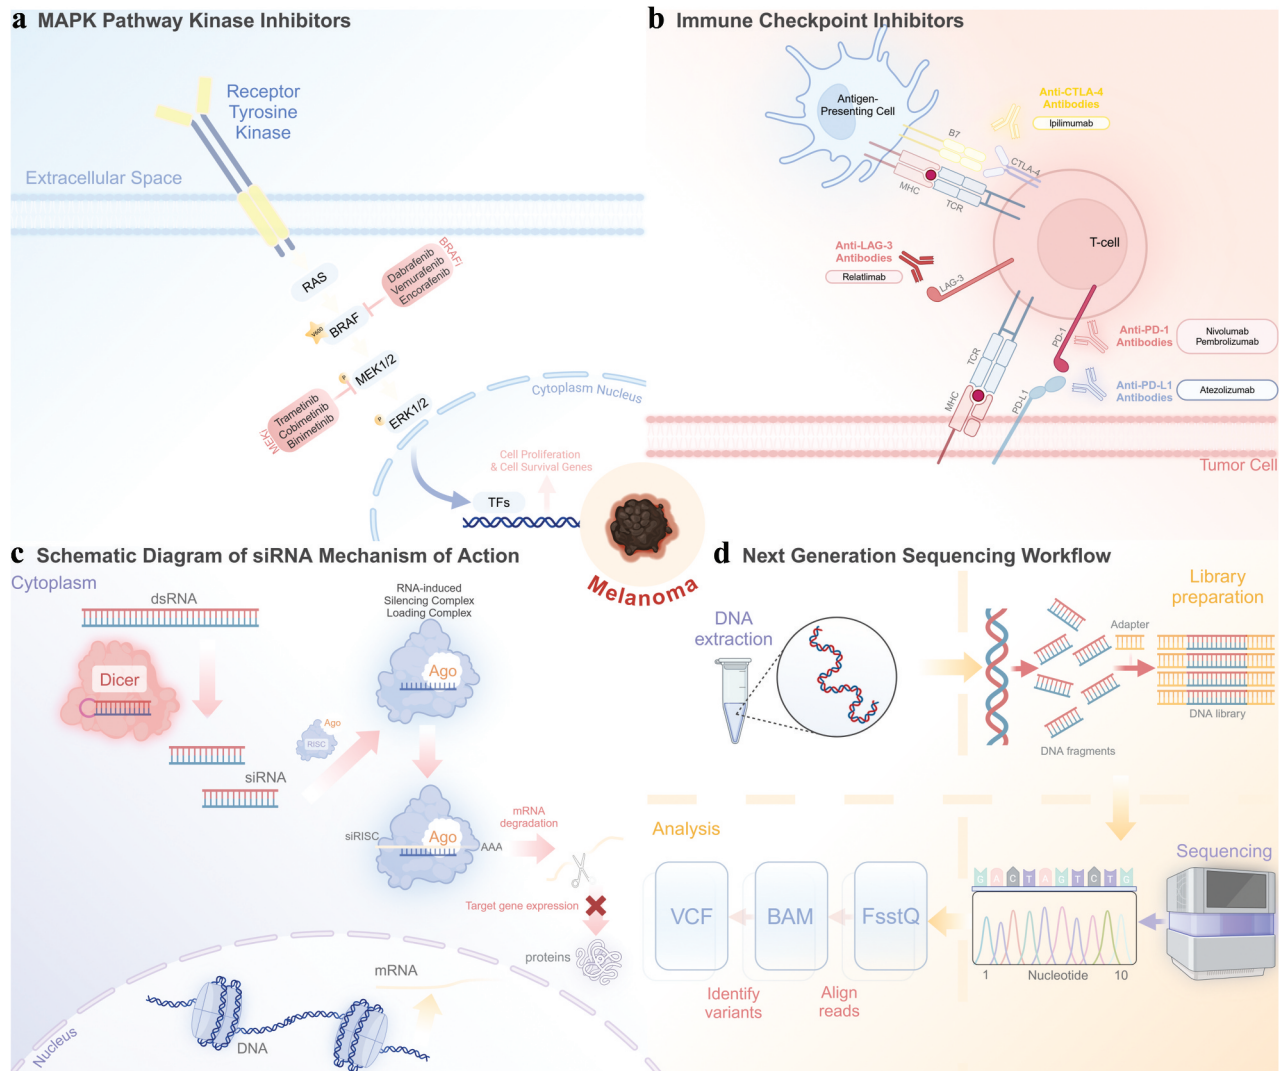 a MAPK Pathway Kinase Inhibitors
Receptor
Tyrosine
Kinase
Extracellular Space
RAS
BRAFi
Dabrafenib
Vemurafenib
Encorafenib
V600
BRAF
P
MEK1/2
Trametinib
Cobimetinib
Binimetinib
MEKi
P
ERK1/2
Cytoplasm Nucleus
Cell Proliferation
& Cell Survival Genes
TFs
Melanoma
b Immune Checkpoint Inhibitors
Antigen-
Presenting Cell
B7
CTLA-4
MHC
TCR
Anti-CTLA-4
Antibodies
Ipilimumab
T-cell
Anti-LAG-3
Antibodies
Relatlimab
LAG-3
TCR
MHC
PD-1
PD-L1
Anti-PD-1
Antibodies
Nivolumab
Pembrolizumab
Anti-PD-L1
Antibodies
Atezolizumab
Tumor Cell
c Schematic Diagram of siRNA Mechanism of Action
Cytoplasm
dsRNA
Dicer
siRNA
Ago
RISC
RNA-induced
Silencing Complex
Loading Complex
Ago
siRISC
Ago
AAA
mRNA
degradation
Target gene expression
proteins
mRNA
DNA
Nucleus
d Next Generation Sequencing Workflow
DNA
extraction
Library
preparation
Adapter
DNA fragments
DNA library
Sequencing
G A C T A G T C T G
1 Nucleotide 10
Analysis
FsstQ
BAM
VCF
Align
reads
Identify
variants